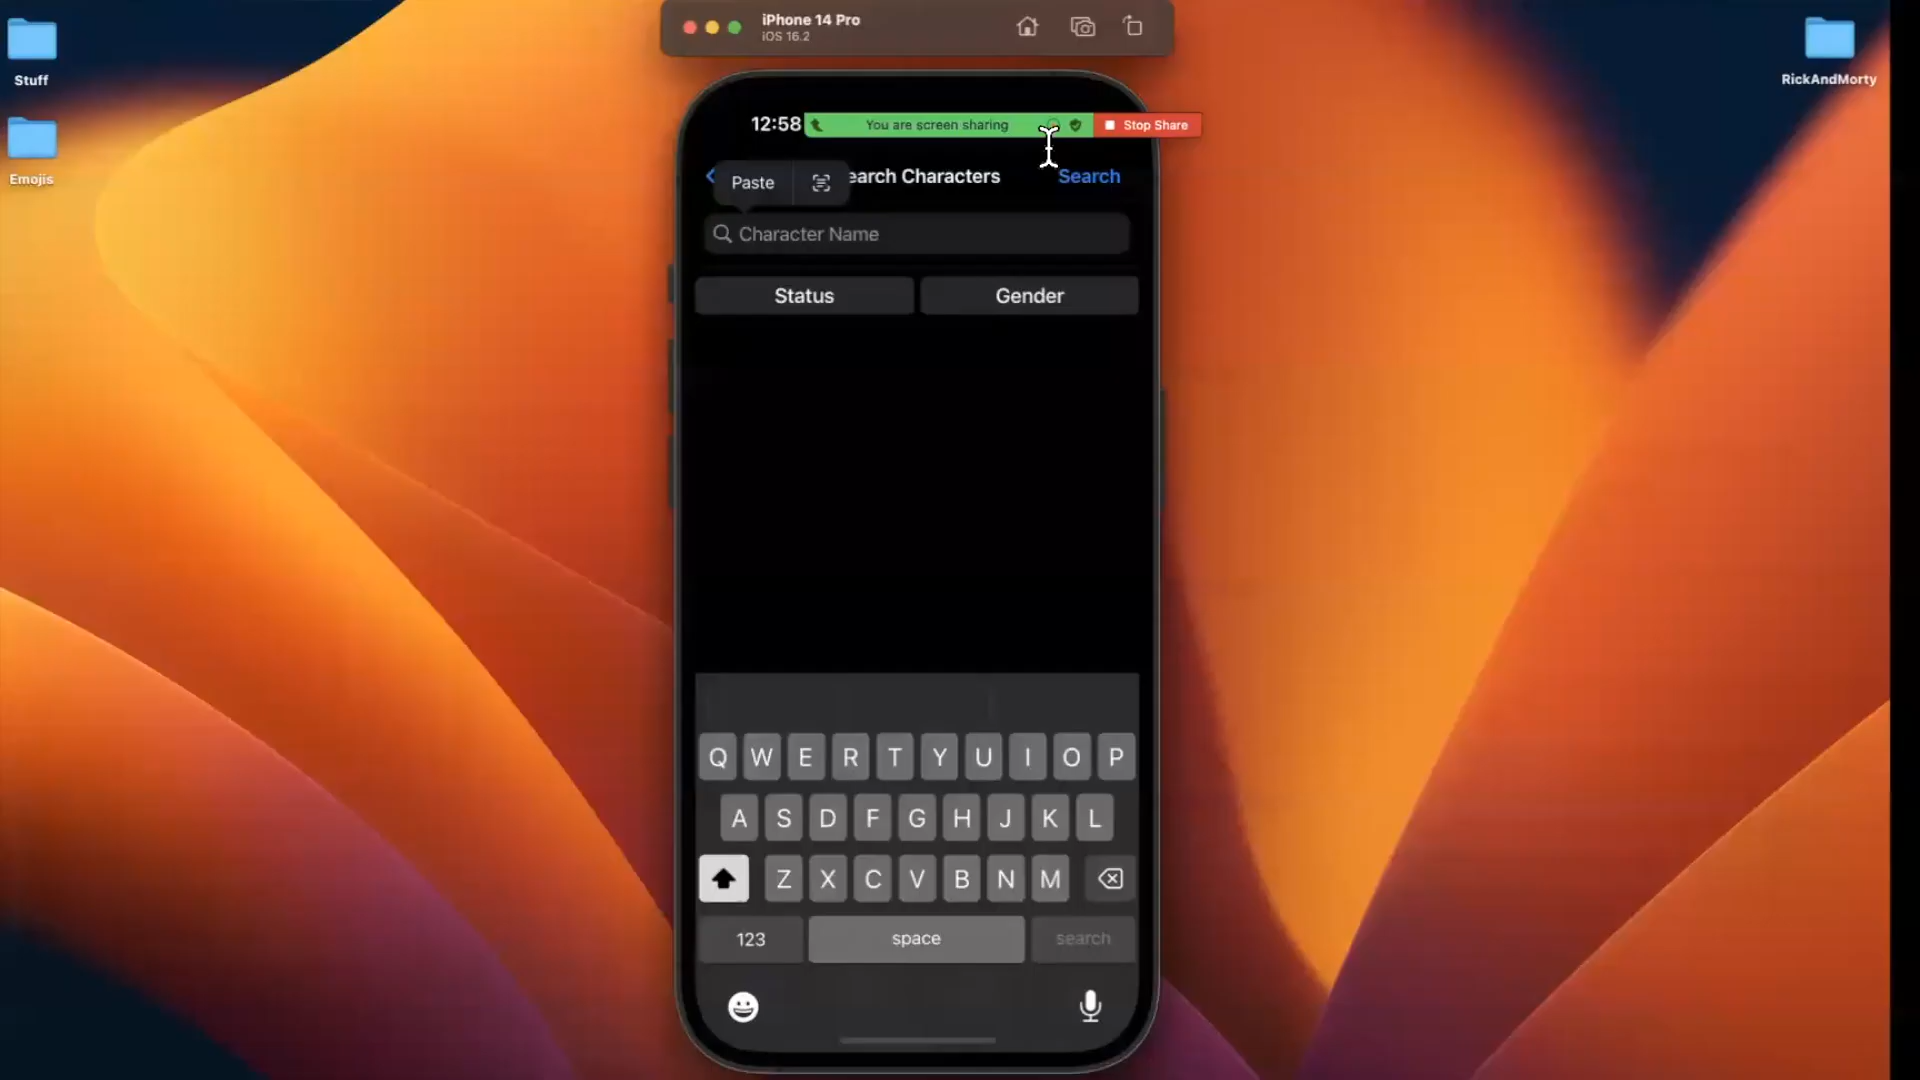 iPhone 14 Pro
iOS 16.2
Stuff
RickAndMorty
Emojis
12:58
You are screen sharing
Stop Share
Paste
earch Characters
Search
Character Name
Status
Gender
Q W E R T Y U I O P
A S D F G H J K L
Z X C V B N M
123
space
search